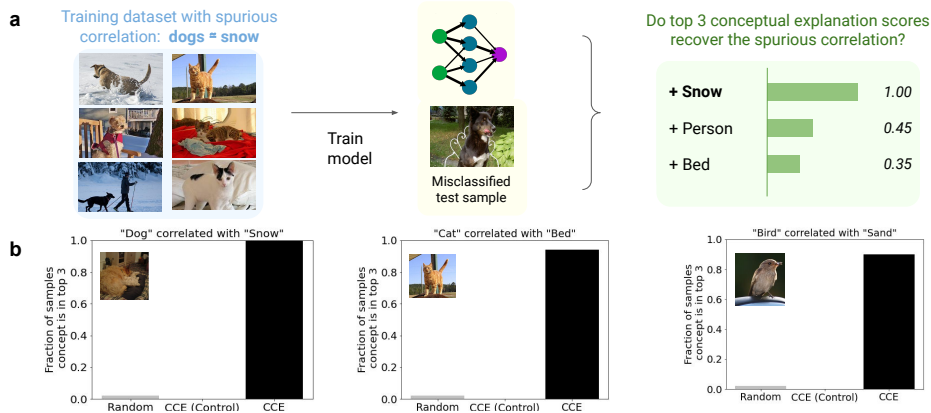 a
Training dataset with spurious
correlation: dogs ≈ snow
Train
model
Misclassified
test sample
Do top 3 conceptual explanation scores
recover the spurious correlation?
+ Snow 1.00
+ Person 0.45
+ Bed 0.35
b
"Dog" correlated with "Snow"
Fraction of samples
concept is in top 3
1.0
0.8
0.6
0.4
0.2
0.0
Random CCE (Control) CCE
"Cat" correlated with "Bed"
Fraction of samples
concept is in top 3
1.0
0.8
0.6
0.4
0.2
0.0
Random CCE (Control) CCE
"Bird" correlated with "Sand"
Fraction of samples
concept is in top 3
1.0
0.8
0.6
0.4
0.2
0.0
Random CCE (Control) CCE